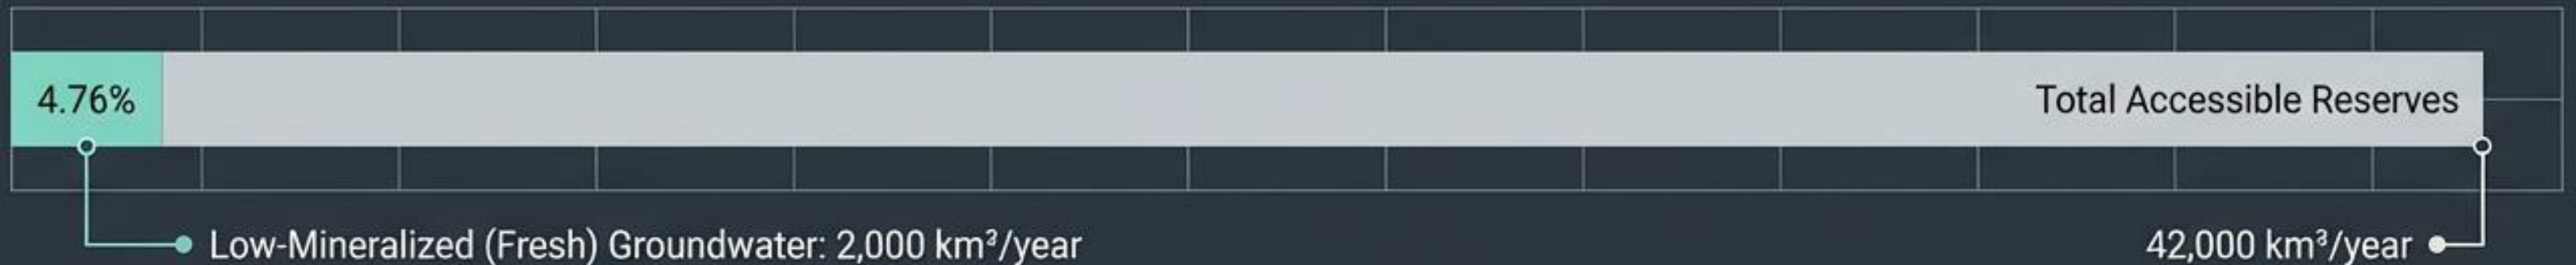 4.76%
Total Accessible Reserves
Low-Mineralized (Fresh) Groundwater: 2,000 km³/year
42,000 km³/year